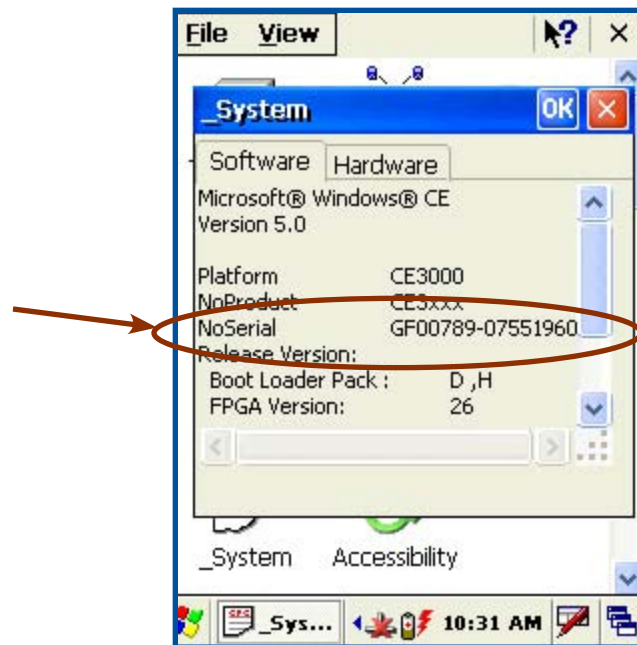 File View
_System OK
Software Hardware
Microsoft® Windows® CE
Version 5.0
Platform CE3000
NoProduct CE3xxx
NoSerial GF00789-07551960
Release Version:
Boot Loader Pack : D ,H
FPGA Version: 26
_System Accessibility
_Sys... 10:31 AM